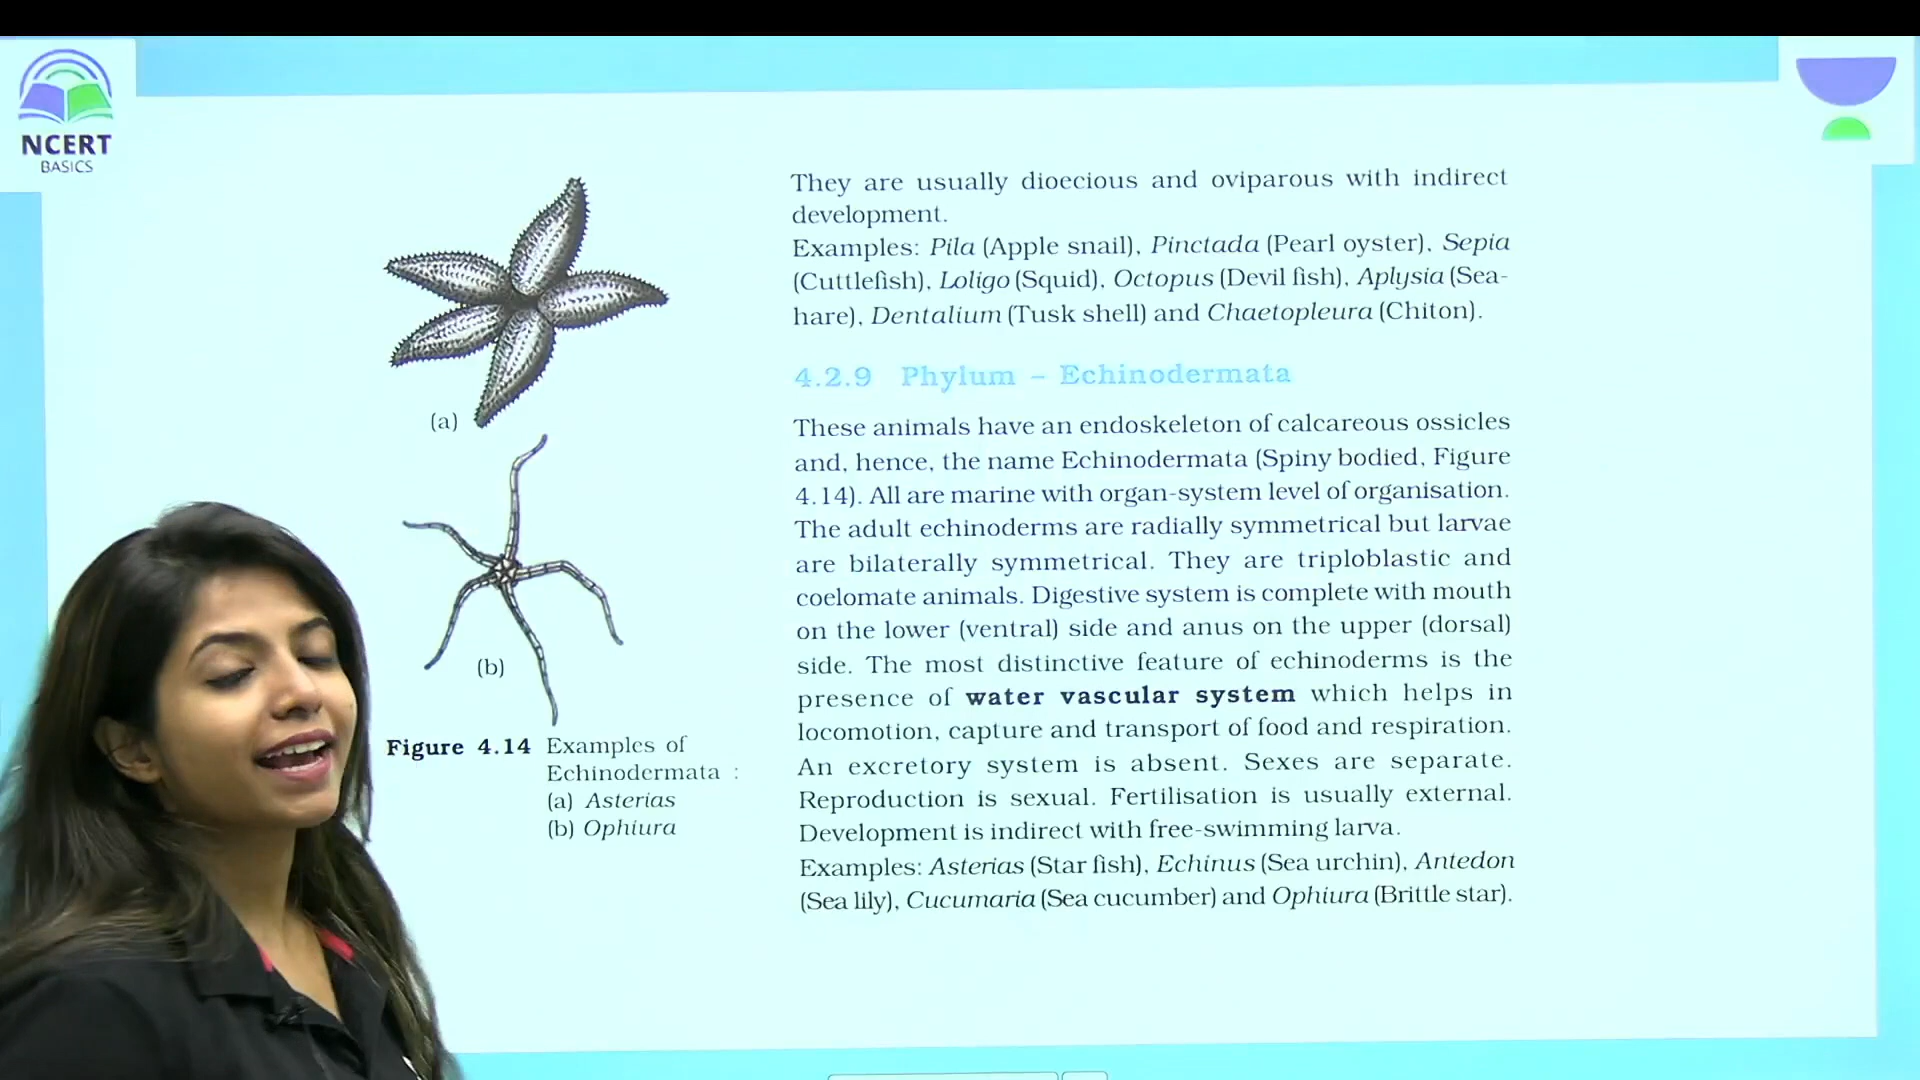 NCERT
BASICS
They are usually dioecious and oviparous with indirect
development.
Examples: Pila (Apple snail), Pinctada (Pearl oyster), Sepia
(Cuttlefish), Loligo (Squid), Octopus (Devil fish), Aplysia (Sea-
hare), Dentalium (Tusk shell) and Chaetopleura (Chiton).
4.2.9 Phylum – Echinodermata
These animals have an endoskeleton of calcareous ossicles
and, hence, the name Echinodermata (Spiny bodied, Figure
4.14). All are marine with organ-system level of organisation.
The adult echinoderms are radially symmetrical but larvae
are bilaterally symmetrical. They are triploblastic and
coelomate animals. Digestive system is complete with mouth
on the lower (ventral) side and anus on the upper (dorsal)
side. The most distinctive feature of echinoderms is the
presence of water vascular system which helps in
locomotion, capture and transport of food and respiration.
An excretory system is absent. Sexes are separate.
Reproduction is sexual. Fertilisation is usually external.
Development is indirect with free-swimming larva.
Examples: Asterias (Star fish), Echinus (Sea urchin), Antedon
(Sea lily), Cucumaria (Sea cucumber) and Ophiura (Brittle star).
(a)
(b)
Figure 4.14 Examples of
Echinodermata :
(a) Asterias
(b) Ophiura